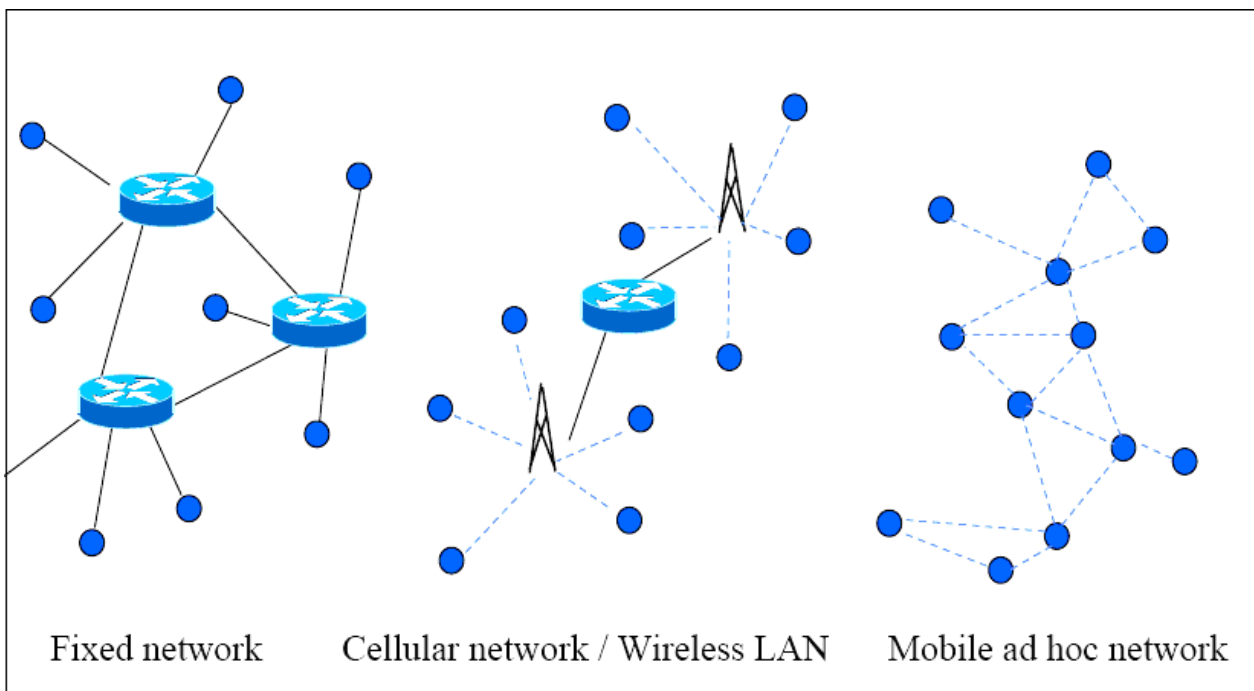 Fixed network
Cellular network / Wireless LAN
Mobile ad hoc network